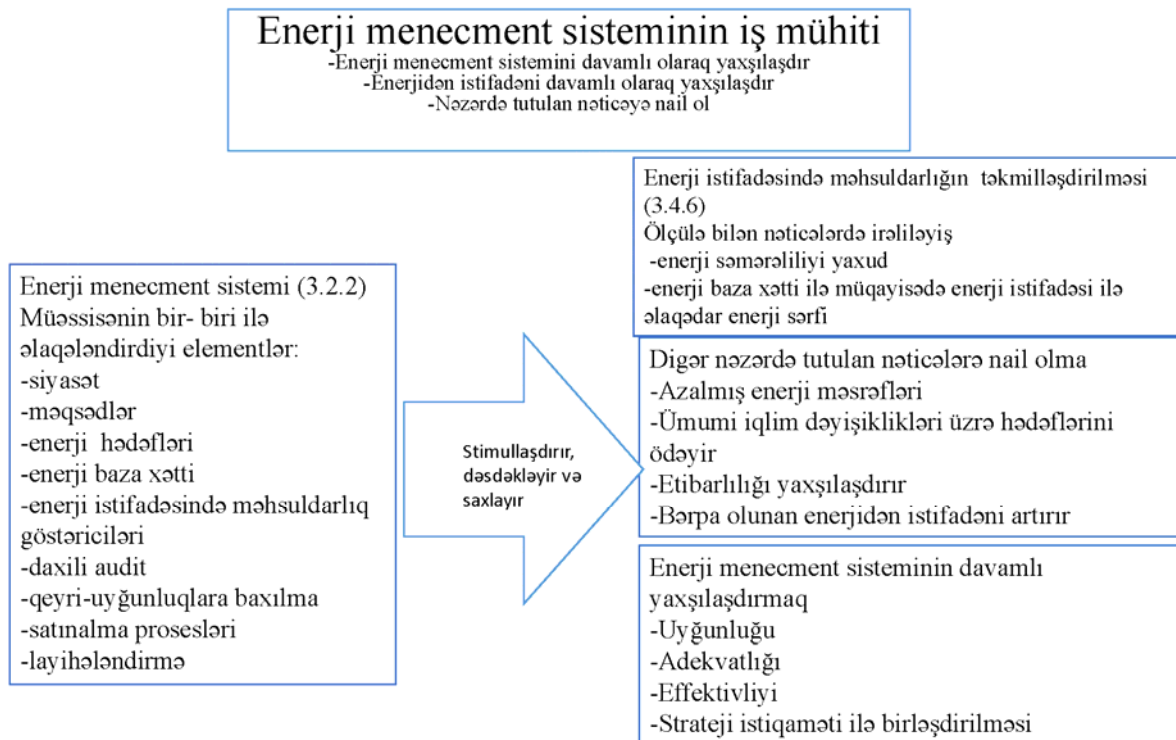 Enerji menecment sisteminin iş mühiti
-Enerji menecment sistemini davamlı olaraq yaxşılaşdır
-Enerjidən istifadəni davamlı olaraq yaxşılaşdır
-Nəzərdə tutulan nəticəyə nail ol
Enerji menecment sistemi (3.2.2)
Müəssisənin bir- biri ilə
əlaqələndirdiyi elementlər:
-siyasət
-məqsədlər
-enerji hədəfləri
-enerji baza xətti
-enerji istifadəsində məhsuldarlıq
göstəriciləri
-daxili audit
-qeyri-uyğunluqlara baxılma
-satınalma prosesləri
-layihələndirmə
Stimullaşdırır,
dəsdəkləyir və
saxlayır
Enerji istifadəsində məhsuldarlığın təkmilləşdirilməsi
(3.4.6)
Ölçülə bilən nəticələrdə irəliləyiş
-enerji səmərəliliyi yaxud
-enerji baza xətti ilə müqayisədə enerji istifadəsi ilə
əlaqədar enerji sərfi
Digər nəzərdə tutulan nəticələrə nail olma
-Azalmış enerji məsrəfləri
-Ümumi iqlim dəyişiklikləri üzrə hədəflərini
ödəyir
-Etibarlılığı yaxşılaşdırır
-Bərpa olunan enerjidən istifadəni artırır
Enerji menecment sisteminin davamlı
yaxşılaşdırmaq
-Uyğunluğu
-Adekvatlığı
-Effektivliyi
-Strateji istiqaməti ilə birləşdirilməsi